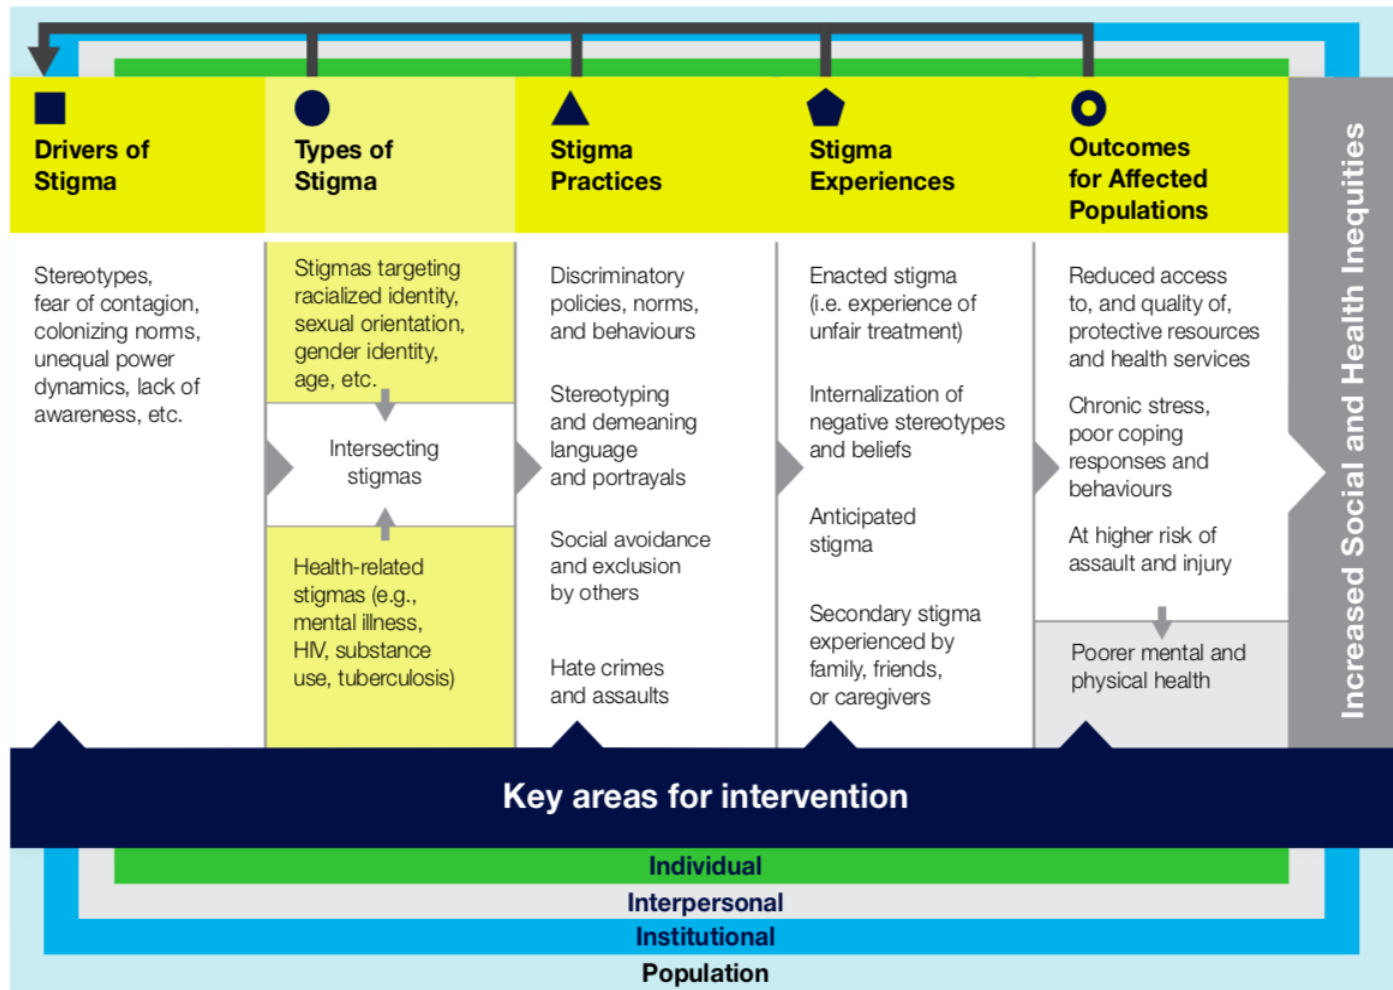 Drivers of
Stigma
Types of
Stigma
Stigma
Practices
Stigma
Experiences
Outcomes
for Affected
Populations
Stereotypes,
fear of contagion,
colonizing norms,
unequal power
dynamics, lack of
awareness, etc.
Stigmas targeting
racialized identity,
sexual orientation,
gender identity,
age, etc.
Intersecting
stigmas
Health-related
stigmas (e.g.,
mental illness,
HIV, substance
use, tuberculosis)
Discriminatory
policies, norms,
and behaviours
Stereotyping
and demeaning
language
and portrayals
Social avoidance
and exclusion
by others
Hate crimes
and assaults
Enacted stigma
(i.e. experience of
unfair treatment)
Internalization of
negative stereotypes
and beliefs
Anticipated
stigma
Secondary stigma
experienced by
family, friends,
or caregivers
Reduced access
to, and quality of,
protective resources
and health services
Chronic stress,
poor coping
responses and
behaviours
At higher risk of
assault and injury
Poorer mental and
physical health
Increased Social and Health Inequities
Key areas for intervention
Individual
Interpersonal
Institutional
Population